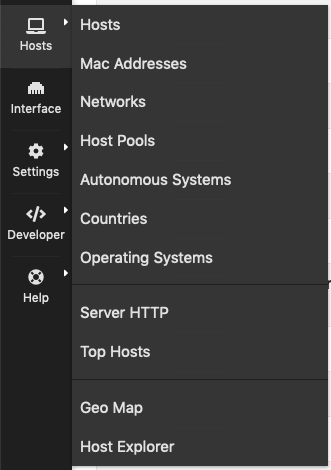 Hosts
Interface
Settings
Developer
Help
Hosts
Mac Addresses
Networks
Host Pools
Autonomous Systems
Countries
Operating Systems
Server HTTP
Top Hosts
Geo Map
Host Explorer